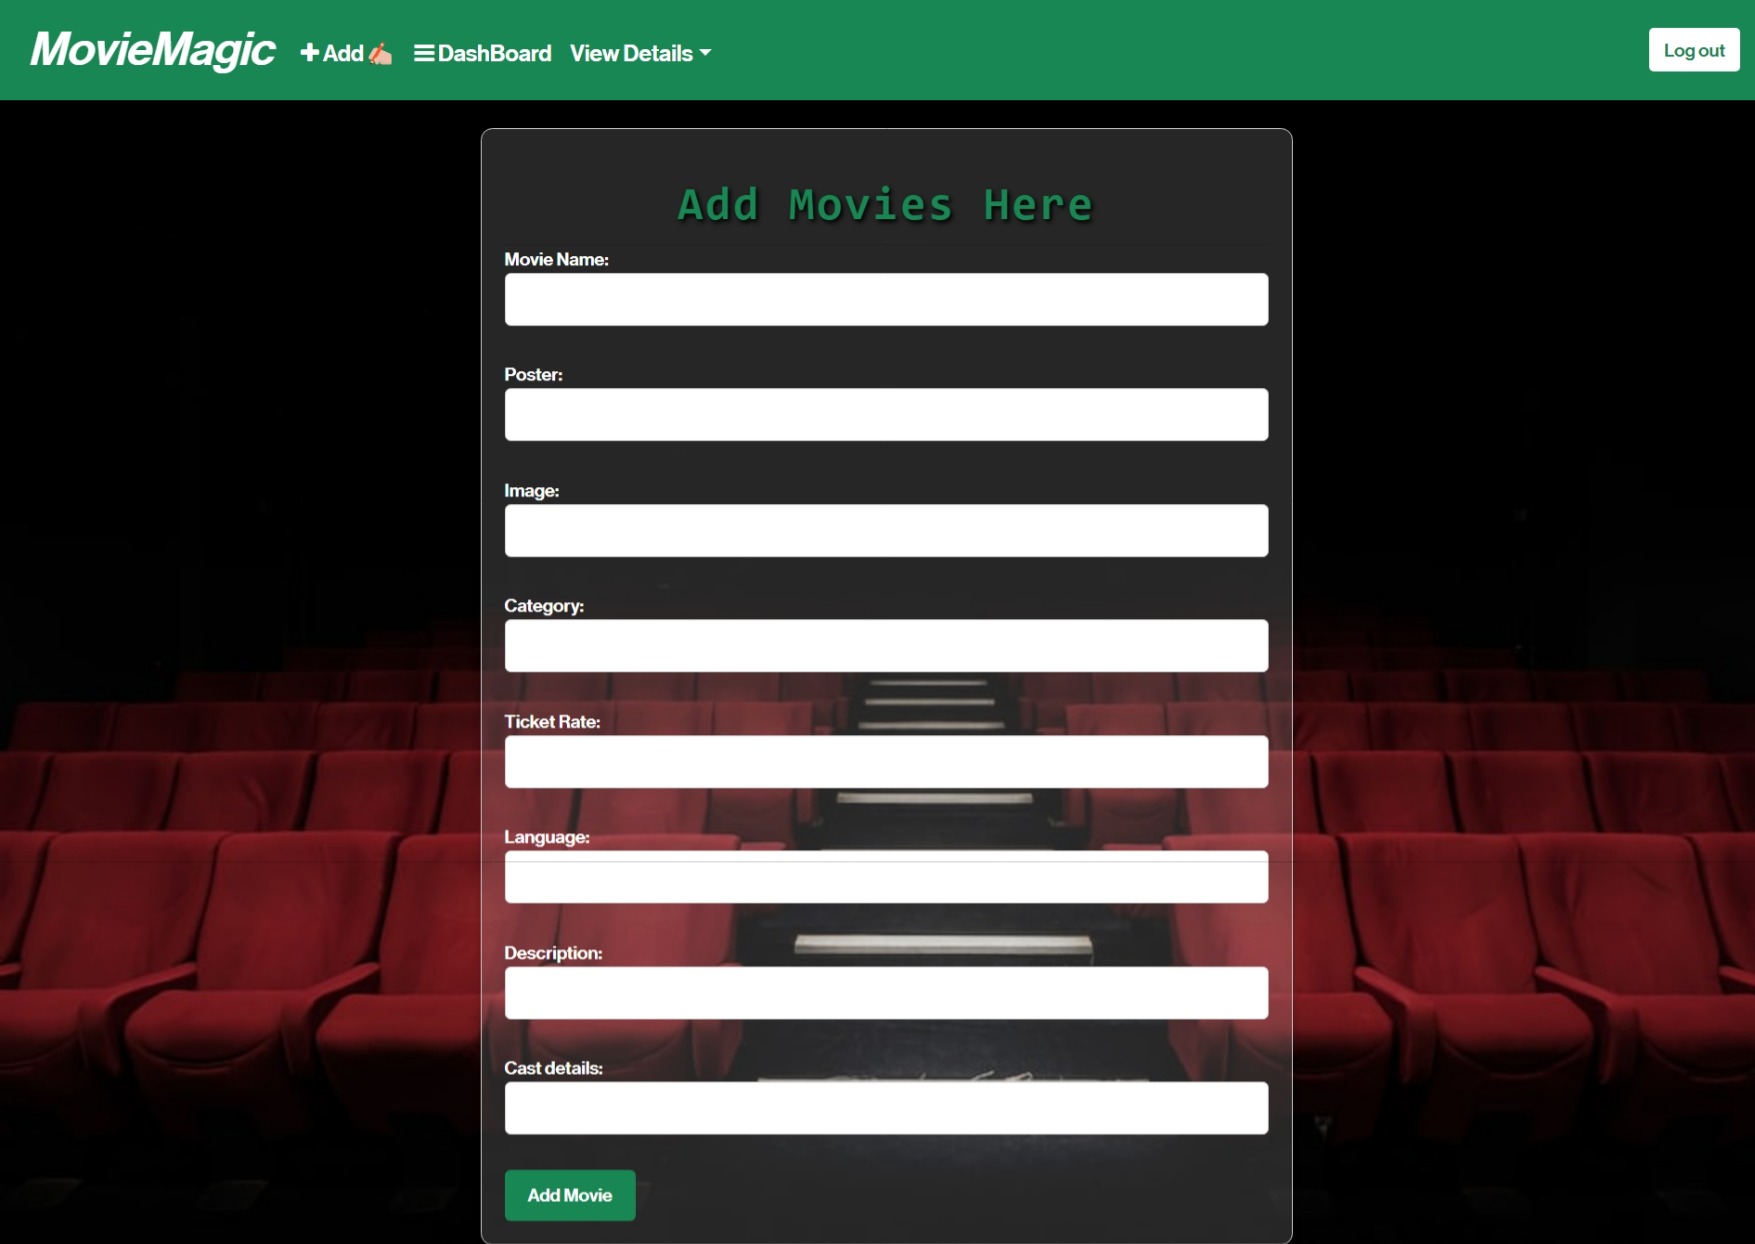 MovieMagic Add DashBoard View Details Log out
Add Movies Here
Movie Name:
Poster:
Image:
Category:
Ticket Rate:
Language:
Description:
Cast details:
Add Movie